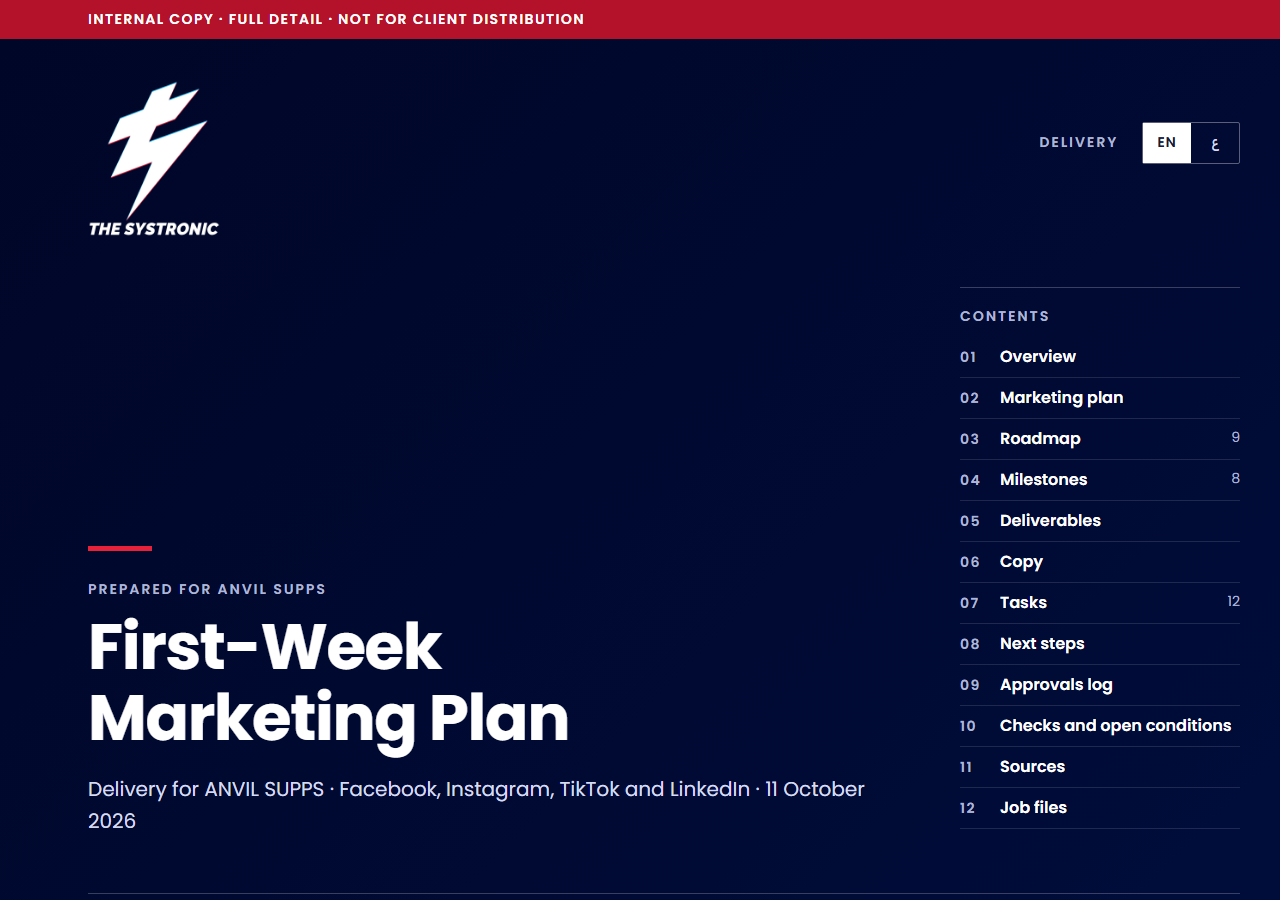 INTERNAL COPY · FULL DETAIL · NOT FOR CLIENT DISTRIBUTION
THE SYSTRONIC
DELIVERY
EN
ع
CONTENTS
01 Overview
02 Marketing plan
03 Roadmap 9
04 Milestones 8
05 Deliverables
06 Copy
07 Tasks 12
08 Next steps
09 Approvals log
10 Checks and open conditions
11 Sources
12 Job files
PREPARED FOR ANVIL SUPPS
First-Week
Marketing Plan
Delivery for ANVIL SUPPS · Facebook, Instagram, TikTok and LinkedIn · 11 October
2026